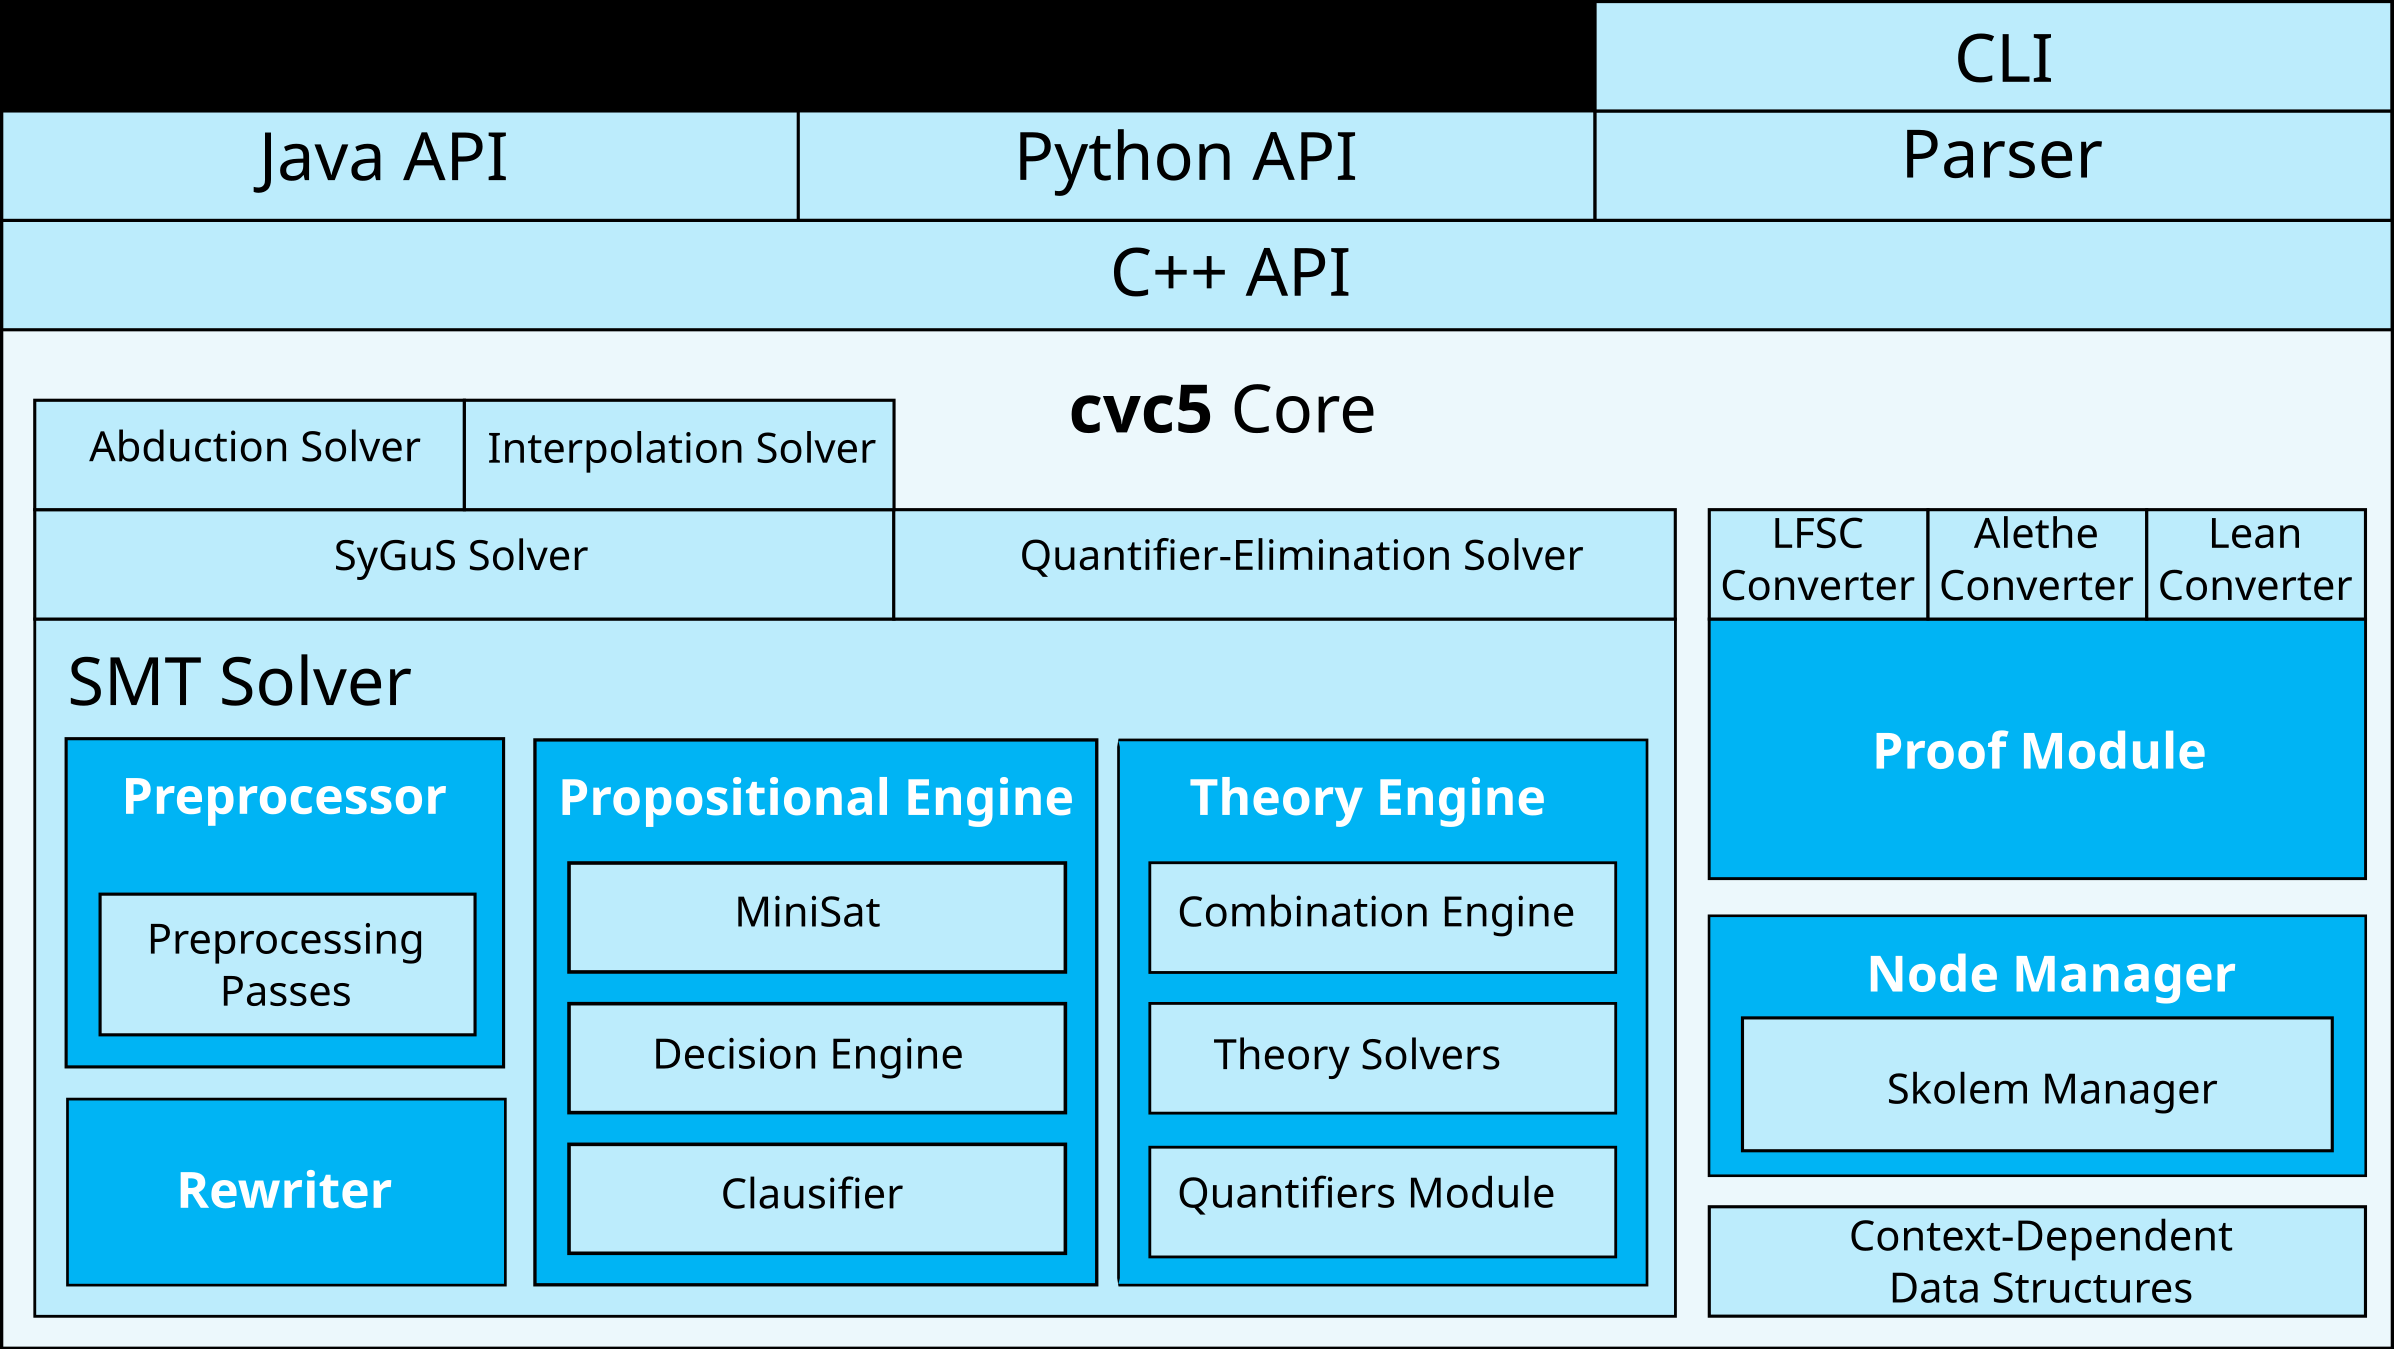 CLI
Java API
Python API
Parser
C++ API
cvc5 Core
Abduction Solver
Interpolation Solver
SyGuS Solver
Quantifier-Elimination Solver
LFSC
Converter
Alethe
Converter
Lean
Converter
SMT Solver
Preprocessor
Preprocessing
Passes
Rewriter
Propositional Engine
MiniSat
Decision Engine
Clausifier
Theory Engine
Combination Engine
Theory Solvers
Quantifiers Module
Proof Module
Node Manager
Skolem Manager
Context-Dependent
Data Structures